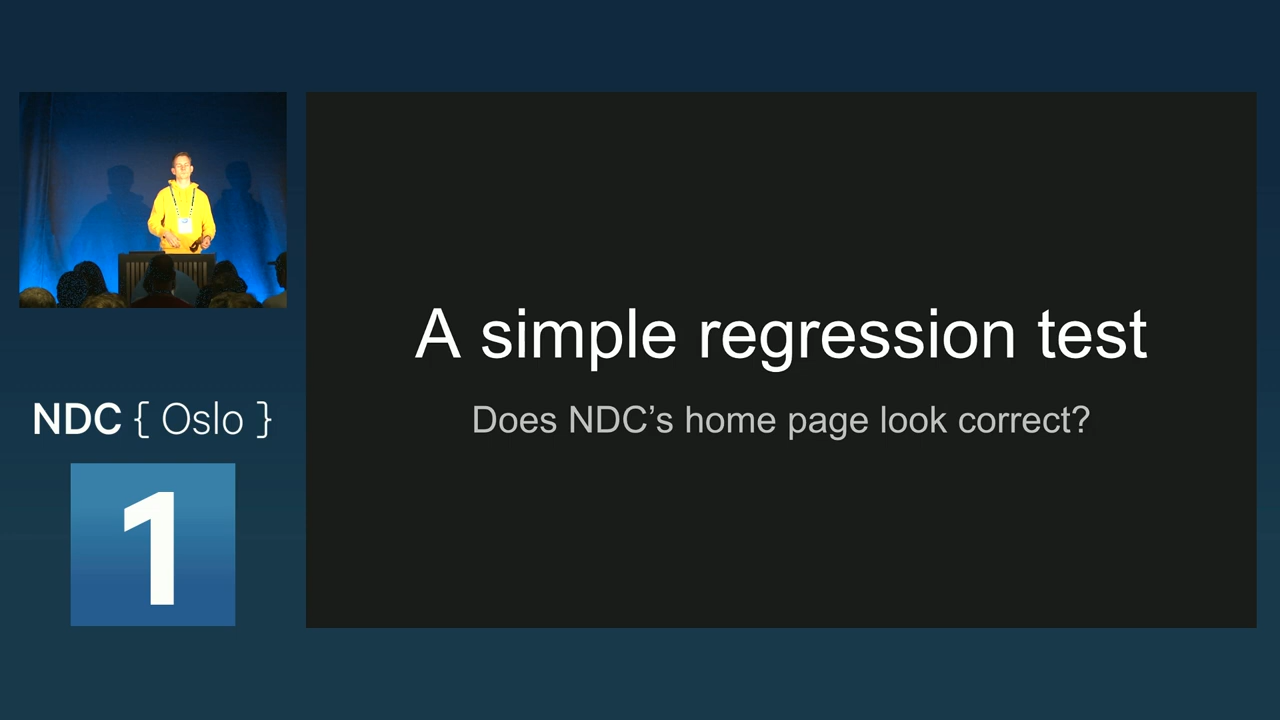 A simple regression test
Does NDC’s home page look correct?
NDC { Oslo }
1